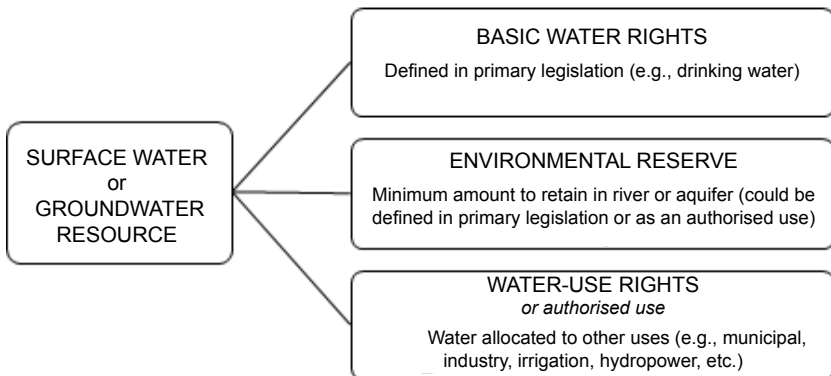 BASIC WATER RIGHTS
Defined in primary legislation (e.g., drinking water)
SURFACE WATER
or
GROUNDWATER
RESOURCE
ENVIRONMENTAL RESERVE
Minimum amount to retain in river or aquifer (could be
defined in primary legislation or as an authorised use)
WATER-USE RIGHTS
or authorised use
Water allocated to other uses (e.g., municipal,
industry, irrigation, hydropower, etc.)